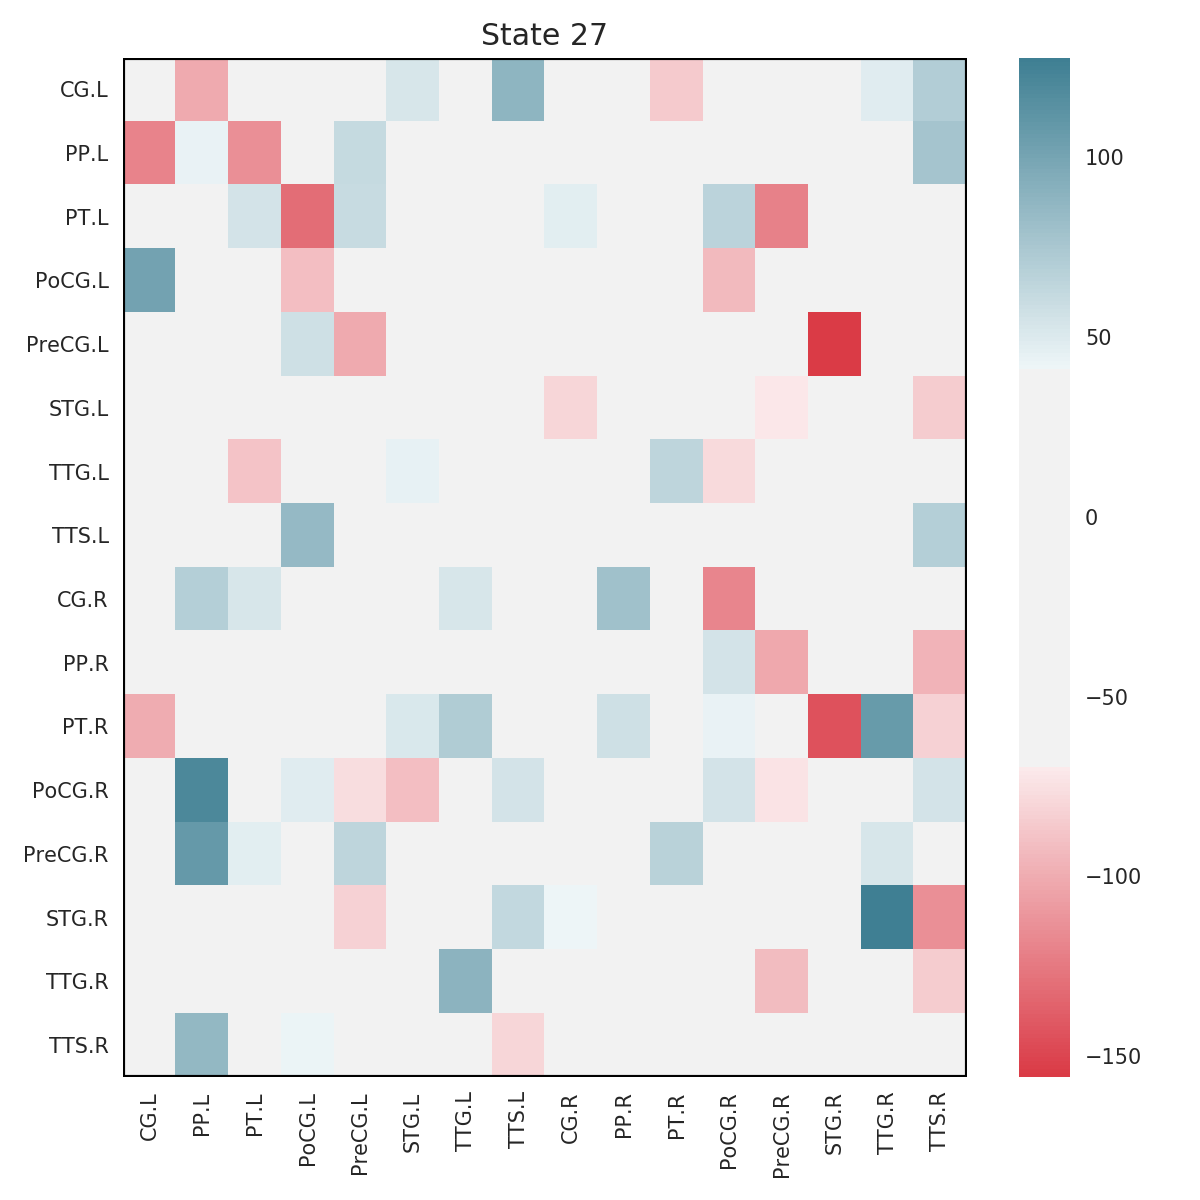 State 27
CG.L
PP.L
PT.L
PoCG.L
PreCG.L
STG.L
TTG.L
TTS.L
CG.R
PP.R
PT.R
PoCG.R
PreCG.R
STG.R
TTG.R
TTS.R
CG.L
PP.L
PT.L
PoCG.L
PreCG.L
STG.L
TTG.L
TTS.L
CG.R
PP.R
PT.R
PoCG.R
PreCG.R
STG.R
TTG.R
TTS.R
100
50
0
−50
−100
−150